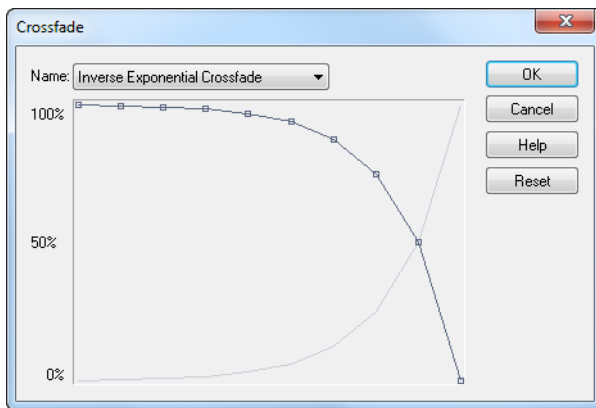 Crossfade
Name: Inverse Exponential Crossfade
OK
100%
Cancel
Help
Reset
50%
0%